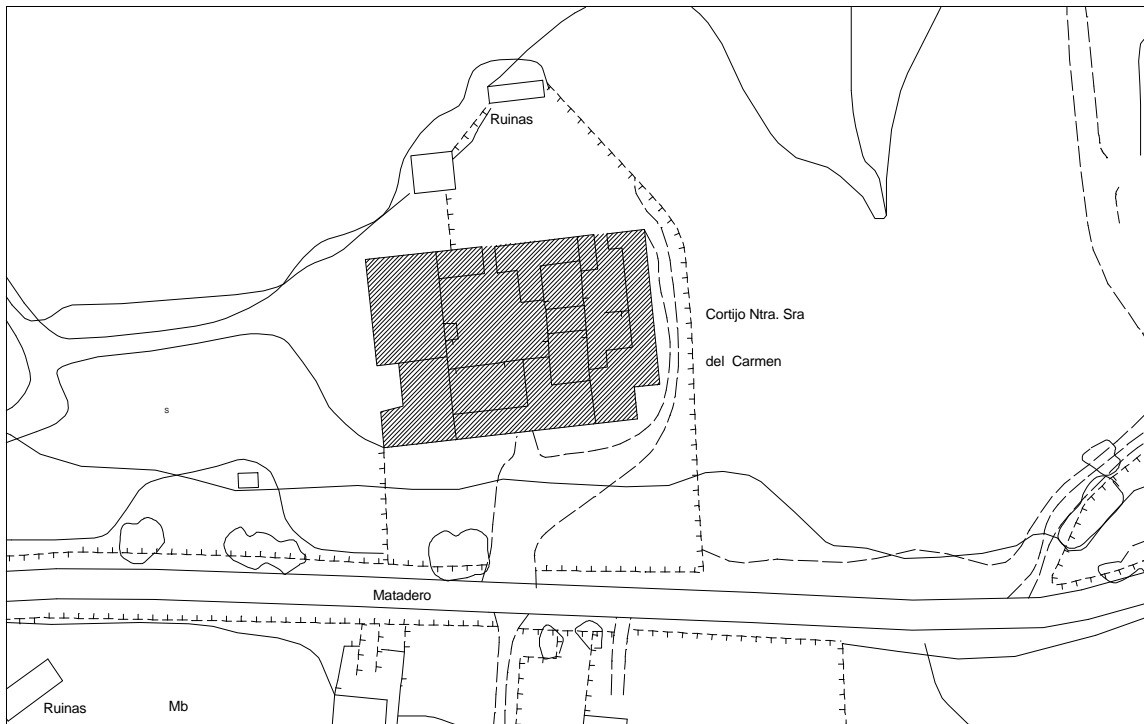 Ruinas
Cortijo Ntra. Sra
del Carmen
s
Matadero
Ruinas
Mb